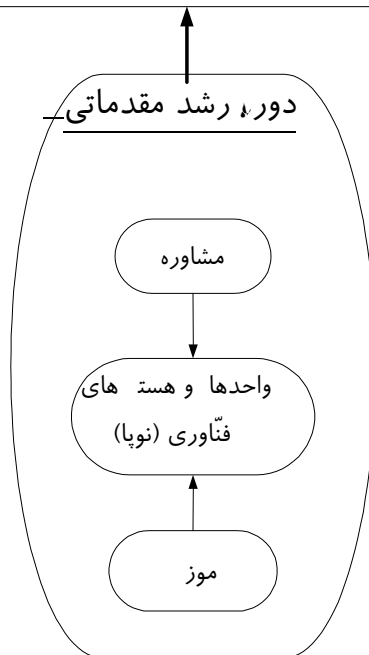 دوره رشد مقدماتی
مشاوره
واحدها و هسته های
فنّاوری (نوپا)
موز